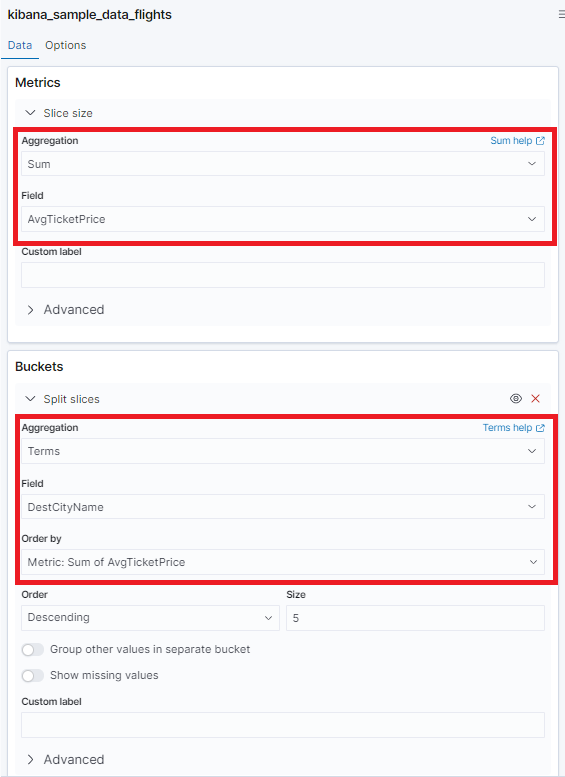 kibana_sample_data_flights
Data Options
Metrics
Slice size
Aggregation Sum help
Sum
Field
AvgTicketPrice
Custom label
Advanced
Buckets
Split slices
Aggregation Terms help
Terms
Field
DestCityName
Order by
Metric: Sum of AvgTicketPrice
Order Size
Descending 5
Group other values in separate bucket
Show missing values
Custom label
Advanced